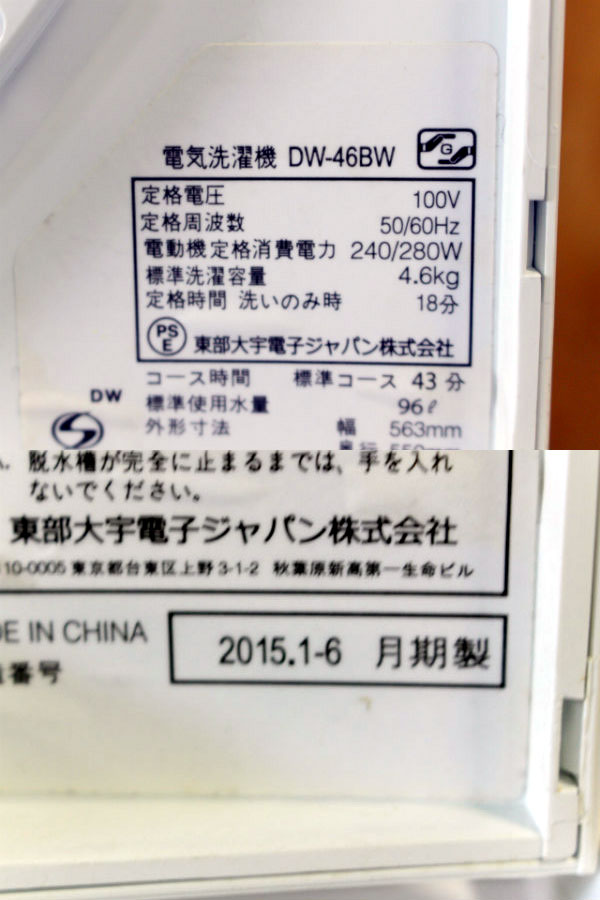 電気洗濯機 DW-46BW G
定格電圧 100V
定格周波数 50/60Hz
電動機定格消費電力 240/280W
標準洗濯容量 4.6kg
定格時間 洗いのみ時 18分
PS E 東部大宇電子ジャパン株式会社
コース時間 標準コース 43分
DW 標準使用水量 96ℓ
外形寸法 幅 563mm
脱水槽が完全に止まるまでは、手を入れ
ないでください。
東部大宇電子ジャパン株式会社
10-0005 東京都台東区上野3-1-2 秋葉原新高第一生命ビル
DE IN CHINA
2015.1-6 月期製
番号